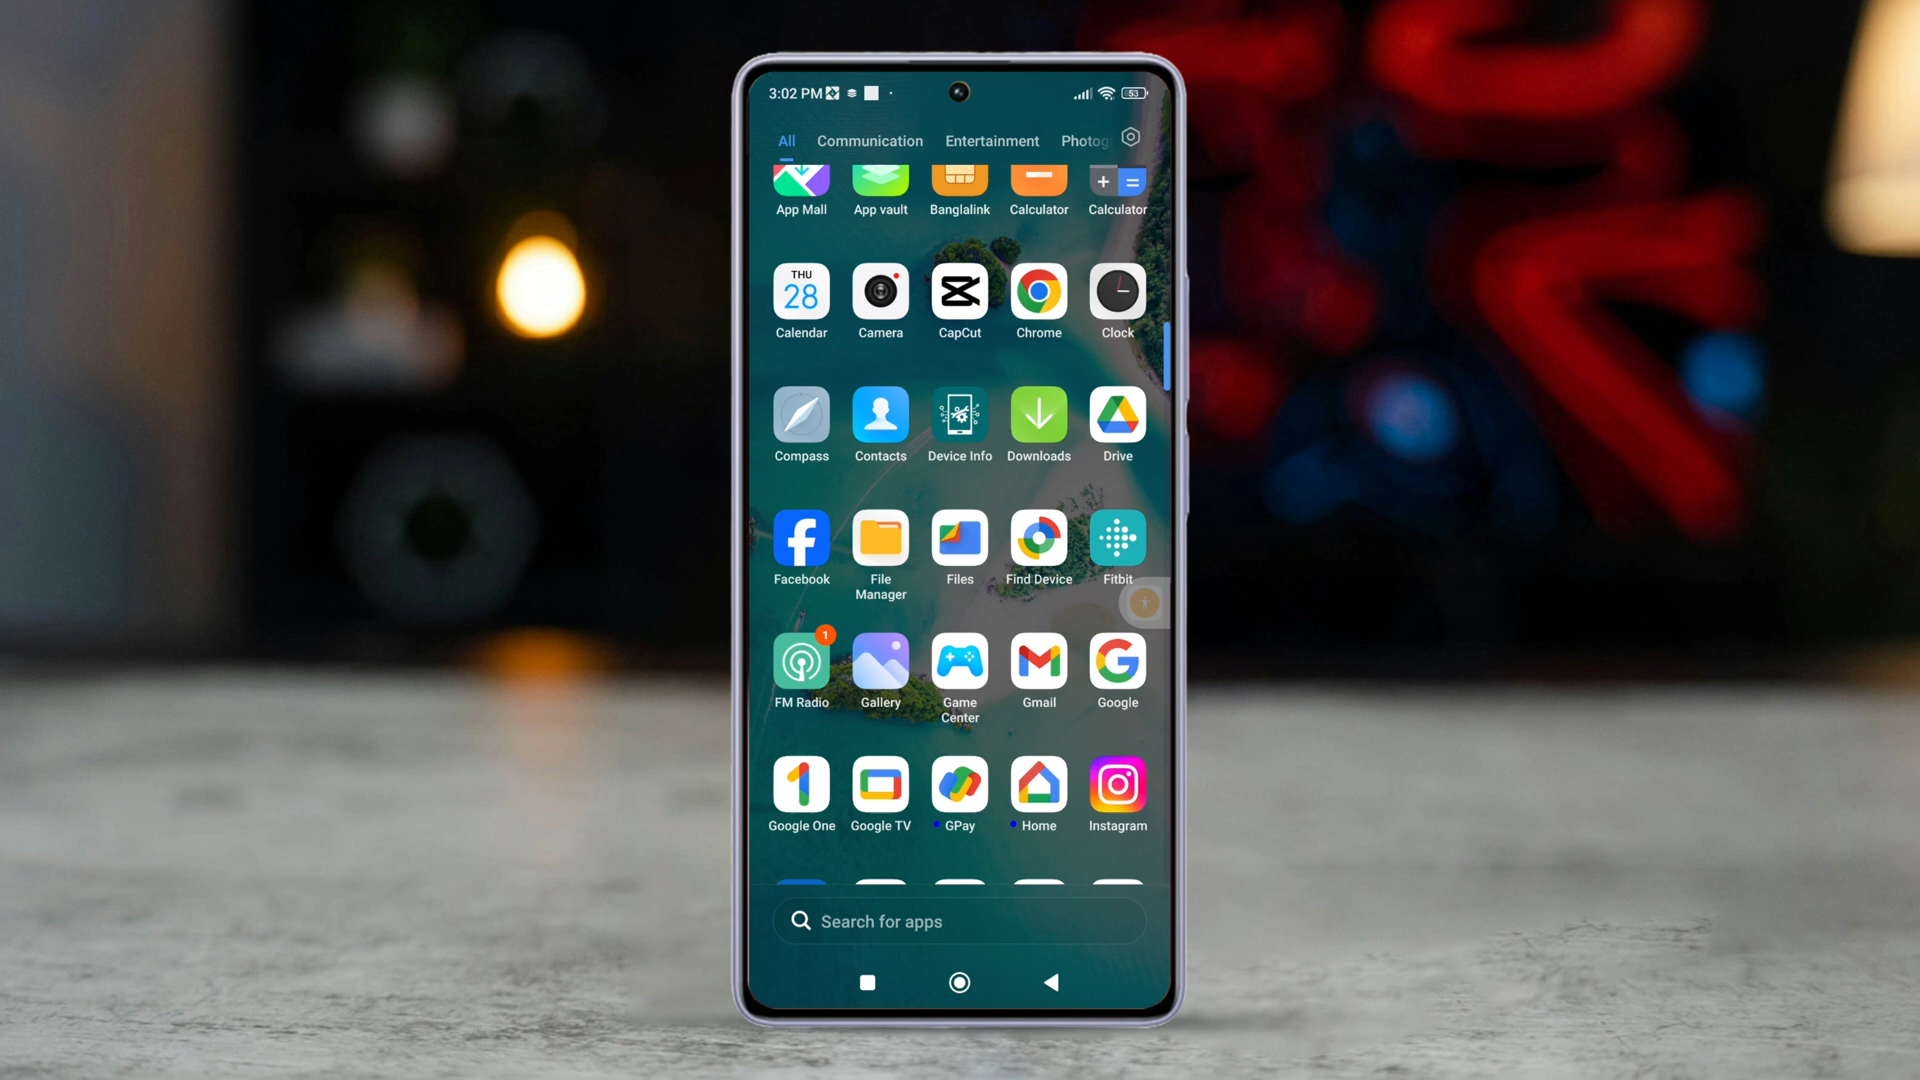 3:02 PM 53
All Communication Entertainment Photog
App Mall App vault Banglalink Calculator Calculator
THU
28
Calendar Camera CapCut Chrome Clock
Compass Contacts Device Info Downloads Drive
Facebook File Manager Files Find Device Fitbit
1
FM Radio Gallery Game Center Gmail Google
Google One Google TV GPay Home Instagram
Search for apps